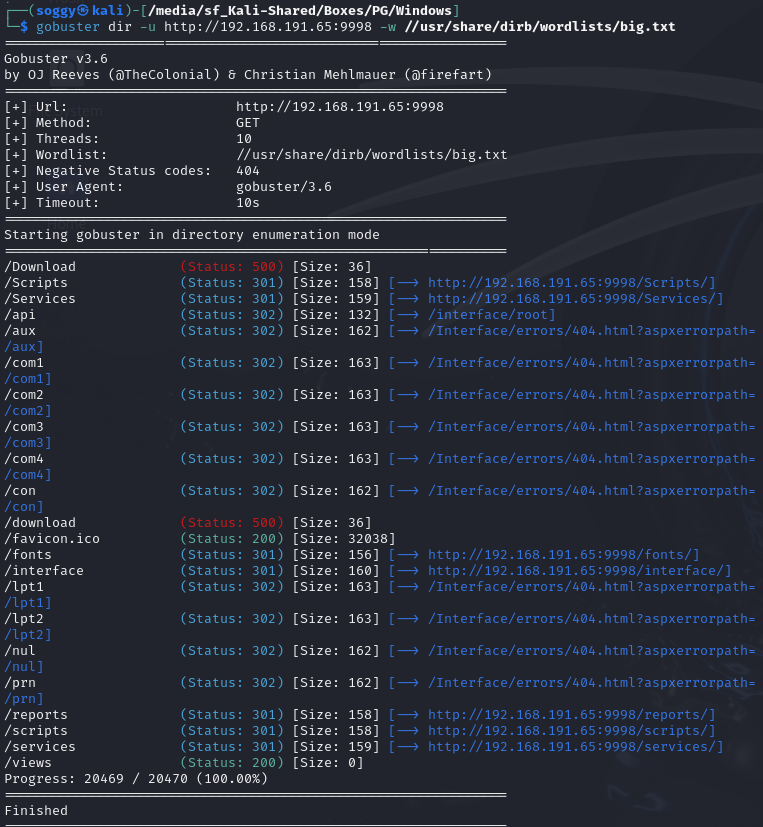 ┌──(soggy㉿kali)-[/media/sf_Kali-Shared/Boxes/PG/Windows]
└─$ gobuster dir -u http://192.168.191.65:9998 -w //usr/share/dirb/wordlists/big.txt
===============================================================
Gobuster v3.6
by OJ Reeves (@TheColonial) & Christian Mehlmauer (@firefart)
===============================================================
[+] Url:                     http://192.168.191.65:9998
[+] Method:                  GET
[+] Threads:                 10
[+] Wordlist:                //usr/share/dirb/wordlists/big.txt
[+] Negative Status codes:   404
[+] User Agent:              gobuster/3.6
[+] Timeout:                 10s
===============================================================
Starting gobuster in directory enumeration mode
===============================================================
/Download             (Status: 500) [Size: 36]
/Scripts              (Status: 301) [Size: 158] [--> http://192.168.191.65:9998/Scripts/]
/Services             (Status: 301) [Size: 159] [--> http://192.168.191.65:9998/Services/]
/api                  (Status: 302) [Size: 132] [--> /interface/root]
/aux                  (Status: 302) [Size: 162] [--> /Interface/errors/404.html?aspxerrorpath=
/aux]
/com1                 (Status: 302) [Size: 163] [--> /Interface/errors/404.html?aspxerrorpath=
/com1]
/com2                 (Status: 302) [Size: 163] [--> /Interface/errors/404.html?aspxerrorpath=
/com2]
/com3                 (Status: 302) [Size: 163] [--> /Interface/errors/404.html?aspxerrorpath=
/com3]
/com4                 (Status: 302) [Size: 163] [--> /Interface/errors/404.html?aspxerrorpath=
/com4]
/con                  (Status: 302) [Size: 162] [--> /Interface/errors/404.html?aspxerrorpath=
/con]
/download             (Status: 500) [Size: 36]
/favicon.ico          (Status: 200) [Size: 32038]
/fonts                (Status: 301) [Size: 156] [--> http://192.168.191.65:9998/fonts/]
/interface            (Status: 301) [Size: 160] [--> http://192.168.191.65:9998/interface/]
/lpt1                 (Status: 302) [Size: 163] [--> /Interface/errors/404.html?aspxerrorpath=
/lpt1]
/lpt2                 (Status: 302) [Size: 163] [--> /Interface/errors/404.html?aspxerrorpath=
/lpt2]
/nul                  (Status: 302) [Size: 162] [--> /Interface/errors/404.html?aspxerrorpath=
/nul]
/prn                  (Status: 302) [Size: 162] [--> /Interface/errors/404.html?aspxerrorpath=
/prn]
/reports              (Status: 301) [Size: 158] [--> http://192.168.191.65:9998/reports/]
/scripts              (Status: 301) [Size: 158] [--> http://192.168.191.65:9998/scripts/]
/services             (Status: 301) [Size: 159] [--> http://192.168.191.65:9998/services/]
/views                (Status: 200) [Size: 0]
Progress: 20469 / 20470 (100.00%)
===============================================================
Finished
===============================================================